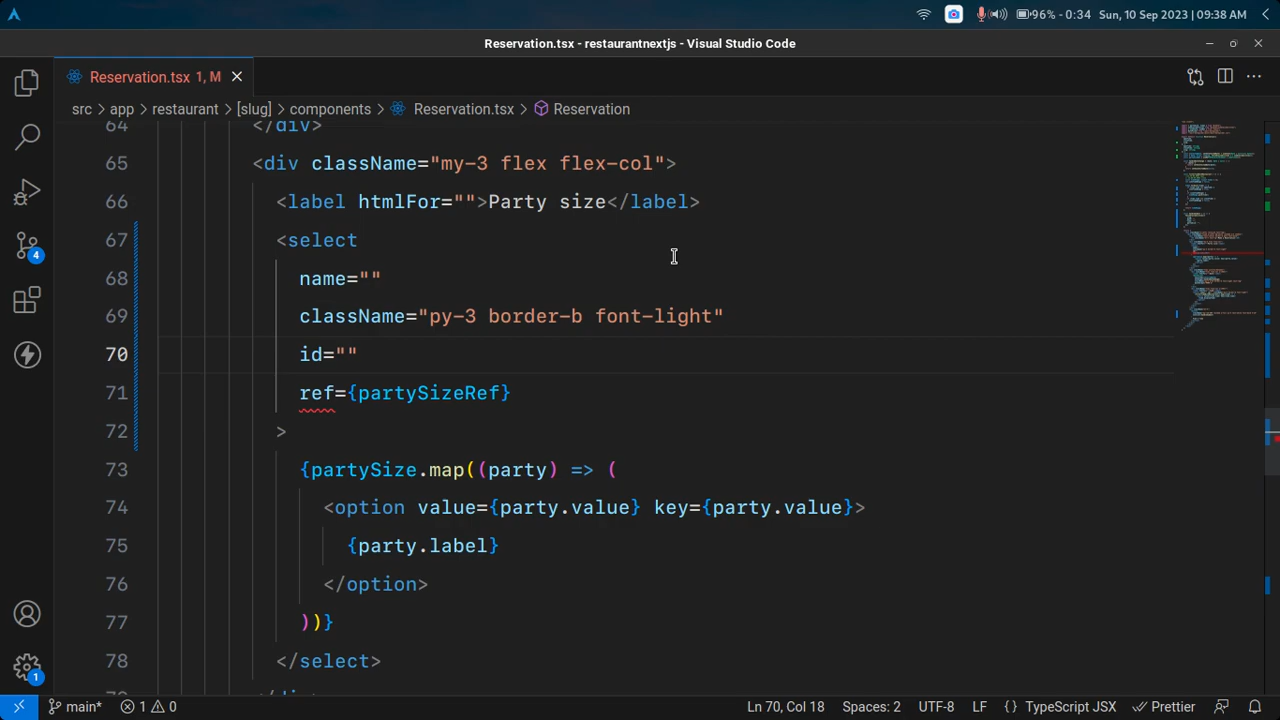 96% - 0:34 Sun, 10 Sep 2023 | 09:38 AM
Reservation.tsx - restaurantnextjs - Visual Studio Code
Reservation.tsx 1, M
src > app > restaurant > [slug] > components > Reservation.tsx > Reservation
64 </div>
65 <div className="my-3 flex flex-col">
66 <label htmlFor="">Party size</label>
67 <select
68 name=""
69 className="py-3 border-b font-light"
70 id=""
71 ref={partySizeRef}
72 >
73 {partySize.map((party) => (
74 <option value={party.value} key={party.value}>
75 {party.label}
76 </option>
77 ))}
78 </select>
4
1
main* 1 0 Ln 70, Col 18 Spaces: 2 UTF-8 LF {} TypeScript JSX Prettier